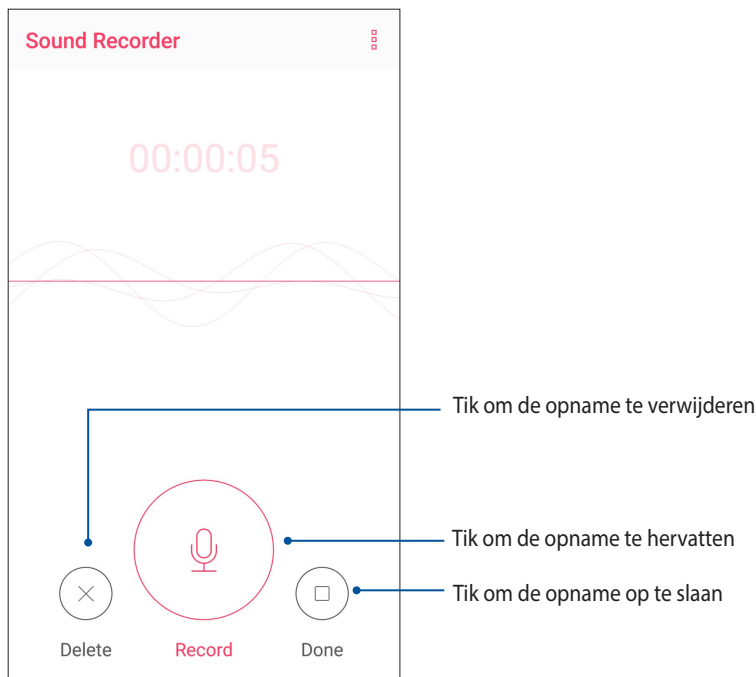 Sound Recorder
00:00:05
Tik om de opname te verwijderen
Tik om de opname te hervatten
Tik om de opname op te slaan
Delete
Record
Done